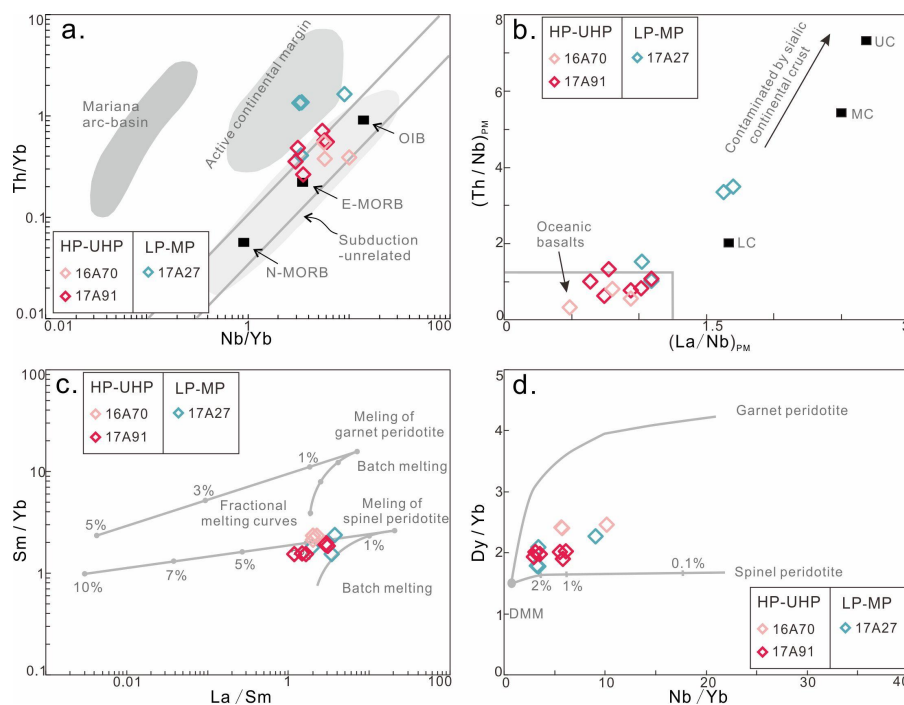 a.
10
1
0.1
0.01
Th/Yb
Mariana
arc-basin
Active continental margin
OIB
E-MORB
Subduction
-unrelated
N-MORB
HP-UHP
LP-MP
16A70
17A27
17A91
0.01
0.1
1
10
100
Nb/Yb
b.
8
6
4
2
0
(Th / Nb)PM
HP-UHP
LP-MP
16A70
17A27
17A91
Contaminated by sialic
continental crust
UC
MC
LC
Oceanic
basalts
0
1.5
3
(La/Nb)PM
c.
100
10
1
0.1
Sm / Yb
HP-UHP
LP-MP
16A70
17A27
17A91
Meling of
garnet peridotite
1%
Batch melting
3%
5%
Fractional
melting curves
Meling of
spinel peridotite
1%
5%
7%
10%
Batch melting
0.01
0.1
1
10
100
La/Sm
d.
5
4
3
2
1
0
Dy / Yb
Garnet peridotite
0.1%
Spinel peridotite
2%
1%
DMM
HP-UHP
LP-MP
16A70
17A27
17A91
0
10
20
30
40
Nb /Yb